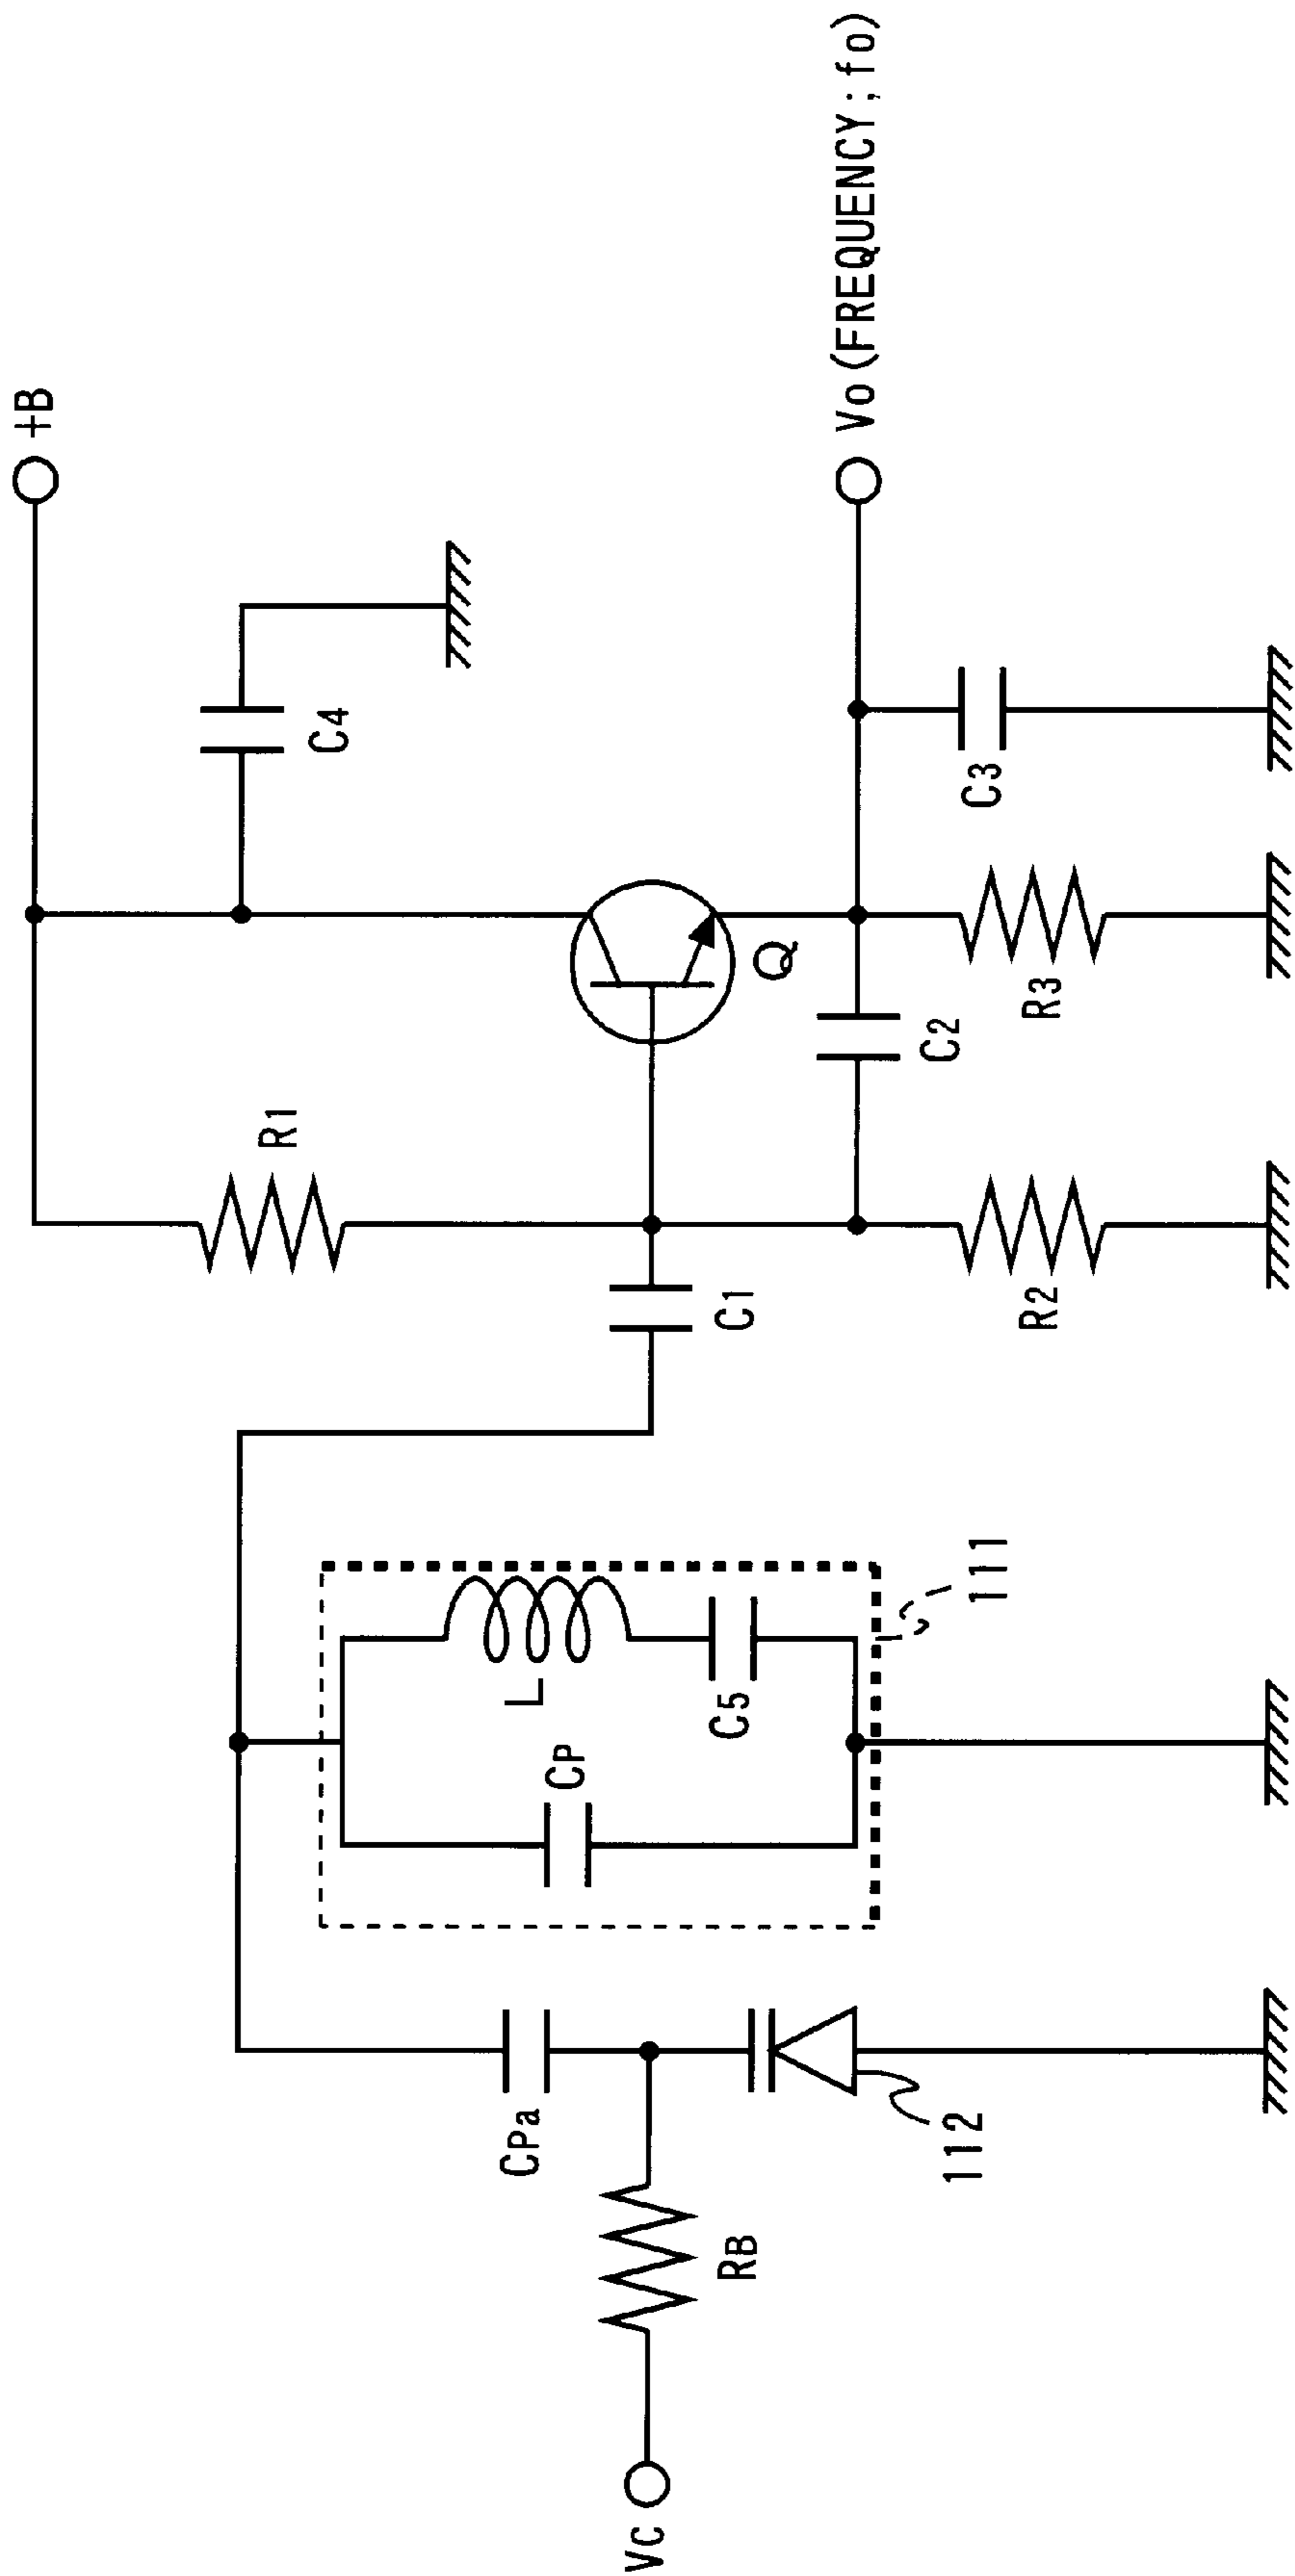 +B
R1
C4
C1
Q
L
CP
C5
111
CPa
RB
Vc
112
C2
R2
R3
C3
Vo (FREQUENCY;fo)